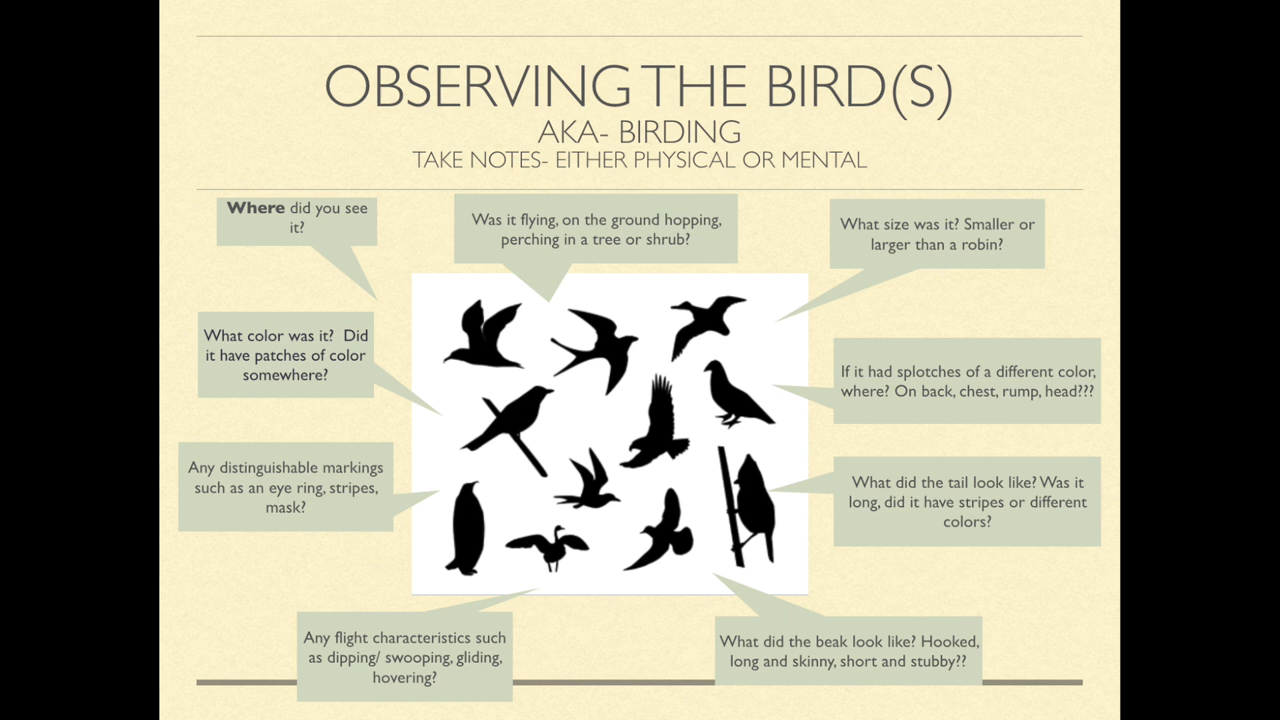 OBSERVING THE BIRD(S)
AKA- BIRDING
TAKE NOTES- EITHER PHYSICAL OR MENTAL
Where did you see
it?
Was it flying, on the ground hopping,
perching in a tree or shrub?
What size was it? Smaller or
larger than a robin?
What color was it? Did
it have patches of color
somewhere?
If it had splotches of a different color,
where? On back, chest, rump, head???
Any distinguishable markings
such as an eye ring, stripes,
mask?
What did the tail look like? Was it
long, did it have stripes or different
colors?
Any flight characteristics such
as dipping/ swooping, gliding,
hovering?
What did the beak look like? Hooked,
long and skinny, short and stubby??